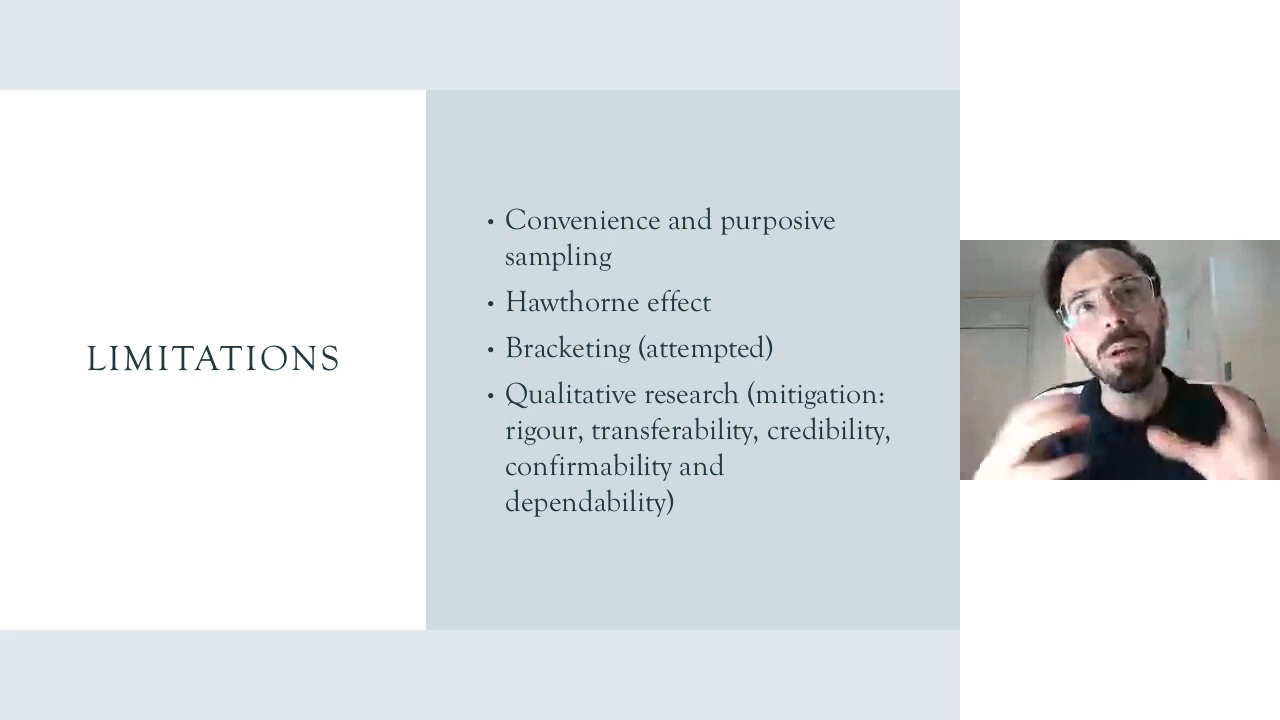 LIMITATIONS
• Convenience and purposive
sampling
• Hawthorne effect
• Bracketing (attempted)
• Qualitative research (mitigation:
rigour, transferability, credibility,
confirmability and
dependability)